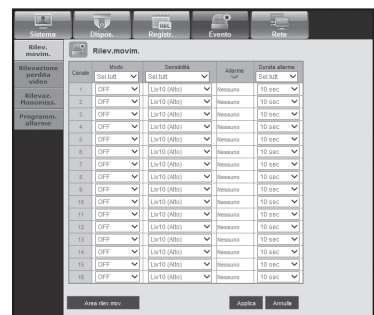 Sistema Dispos. Registr. Evento Rete
REC
Rilev. movim.
Rilevazione perdita video
Rilevaz. Manomiss.
Programm. allarme
Rilev.movim.
Canale Modo Sensibilità Allarme Durata allarme
Sel.tutt Sel.tutt Sel.tutt
1 OFF Liv10 (Alto) Nessuno 10 sec
2 OFF Liv10 (Alto) Nessuno 10 sec
3 OFF Liv10 (Alto) Nessuno 10 sec
4 OFF Liv10 (Alto) Nessuno 10 sec
5 OFF Liv10 (Alto) Nessuno 10 sec
6 OFF Liv10 (Alto) Nessuno 10 sec
7 OFF Liv10 (Alto) Nessuno 10 sec
8 OFF Liv10 (Alto) Nessuno 10 sec
9 OFF Liv10 (Alto) Nessuno 10 sec
10 OFF Liv10 (Alto) Nessuno 10 sec
11 OFF Liv10 (Alto) Nessuno 10 sec
12 OFF Liv10 (Alto) Nessuno 10 sec
13 OFF Liv10 (Alto) Nessuno 10 sec
14 OFF Liv10 (Alto) Nessuno 10 sec
15 OFF Liv10 (Alto) Nessuno 10 sec
16 OFF Liv10 (Alto) Nessuno 10 sec
Area rilev. mov. Applica Annulla